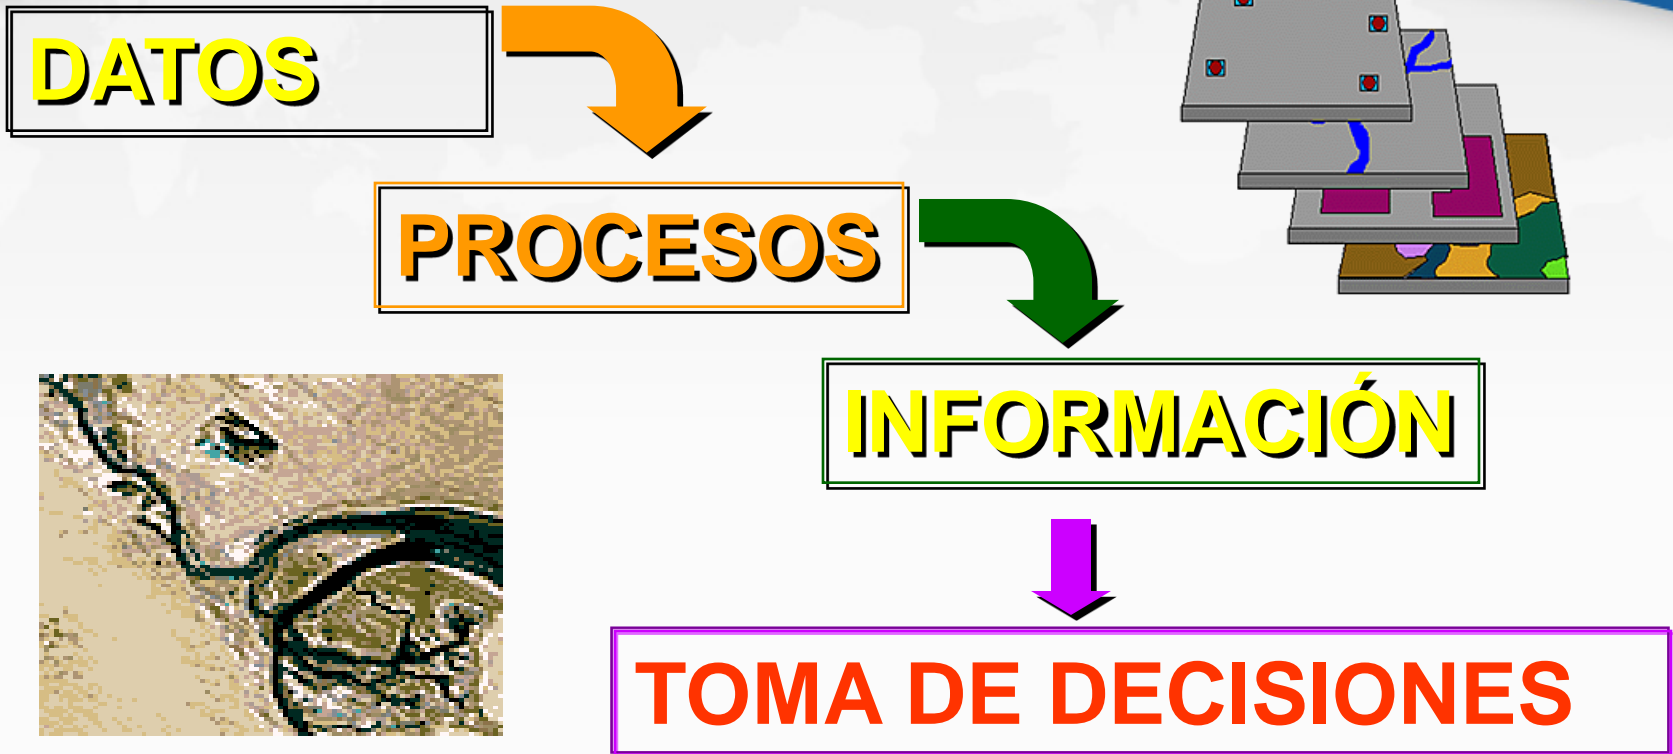 DATOS
PROCESOS
INFORMACIÓN
TOMA DE DECISIONES